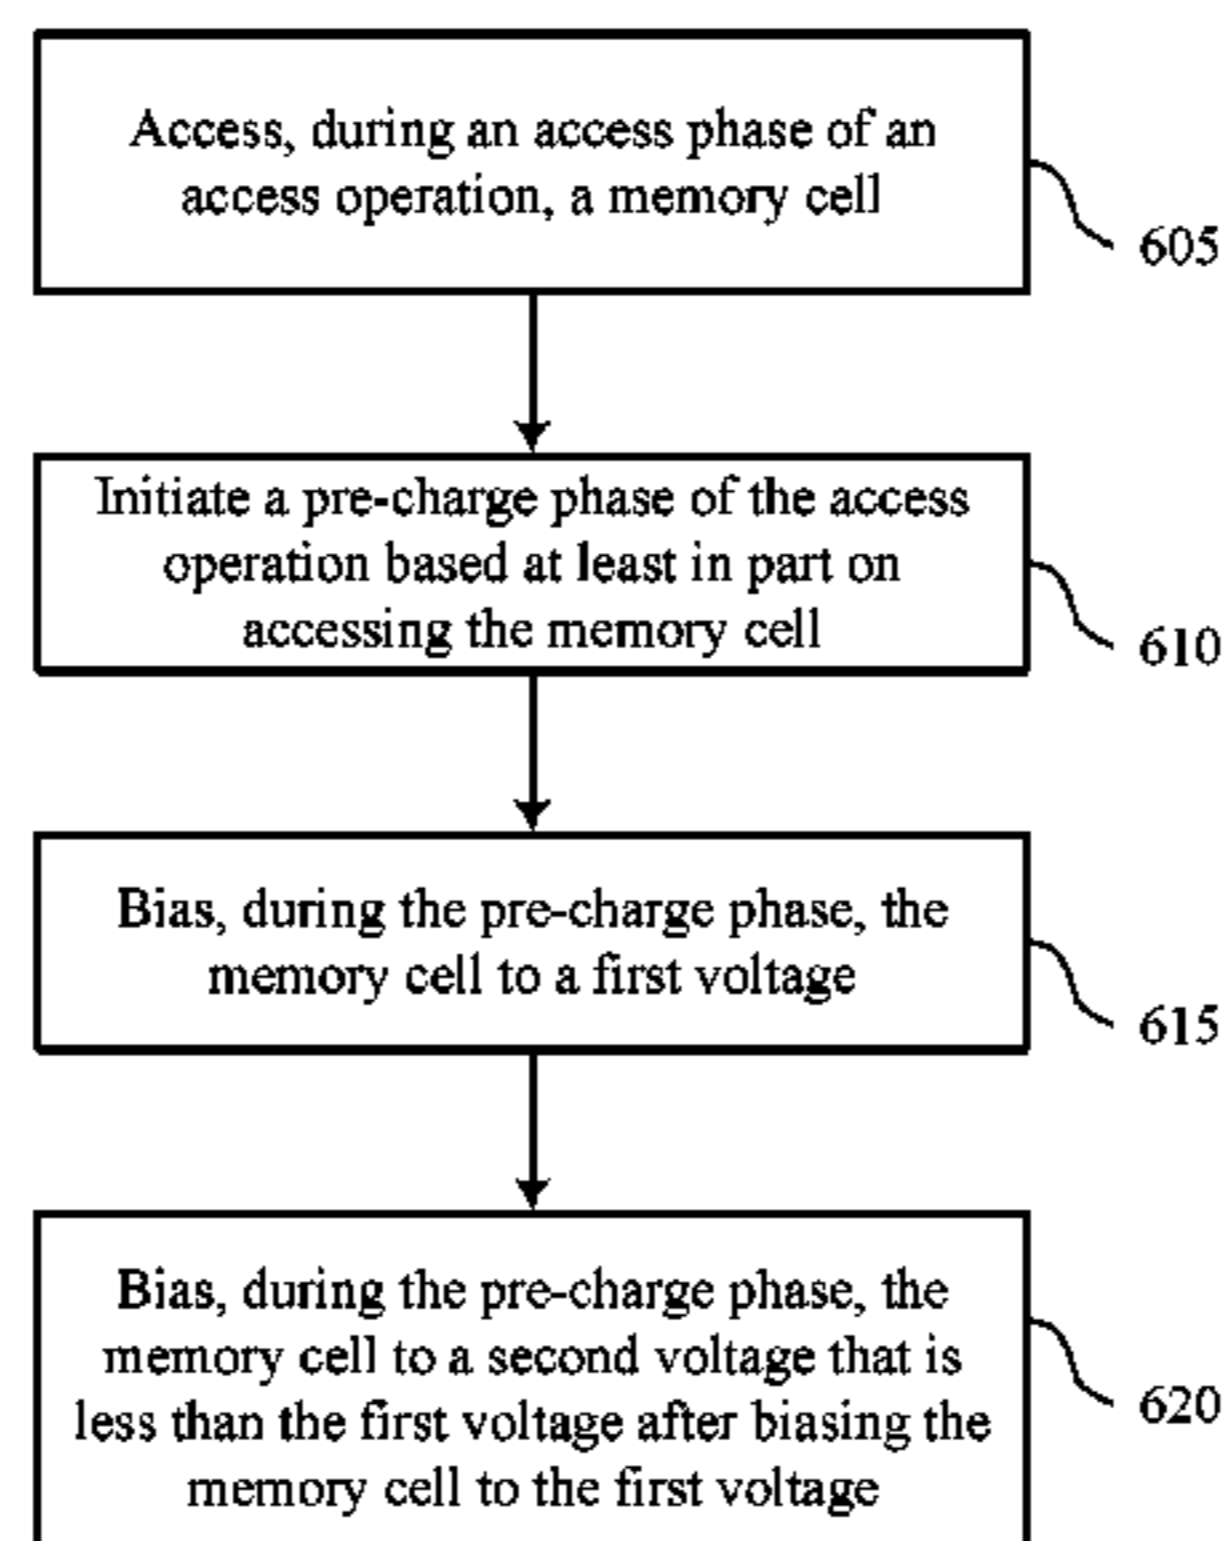 Access, during an access phase of an
access operation, a memory cell
605
Initiate a pre-charge phase of the access
operation based at least in part on
accessing the memory cell
610
Bias, during the pre-charge phase, the
memory cell to a first voltage
615
Bias, during the pre-charge phase, the
memory cell to a second voltage that is
less than the first voltage after biasing the
memory cell to the first voltage
620